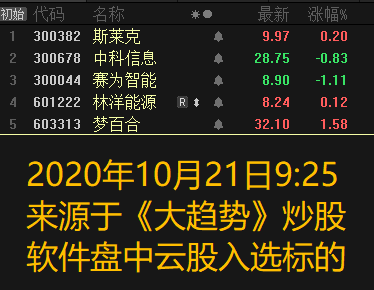 初始 代码 名称 最新 涨幅%
1 300382 斯莱克 9.97 0.20
2 300678 中科信息 28.75 -0.83
3 300044 赛为智能 8.90 -1.11
4 601222 林洋能源 R 8.24 0.12
5 603313 梦百合 32.10 1.58
2020年10月21日9:25
来源于《大趋势》炒股
软件盘中云股入选标的